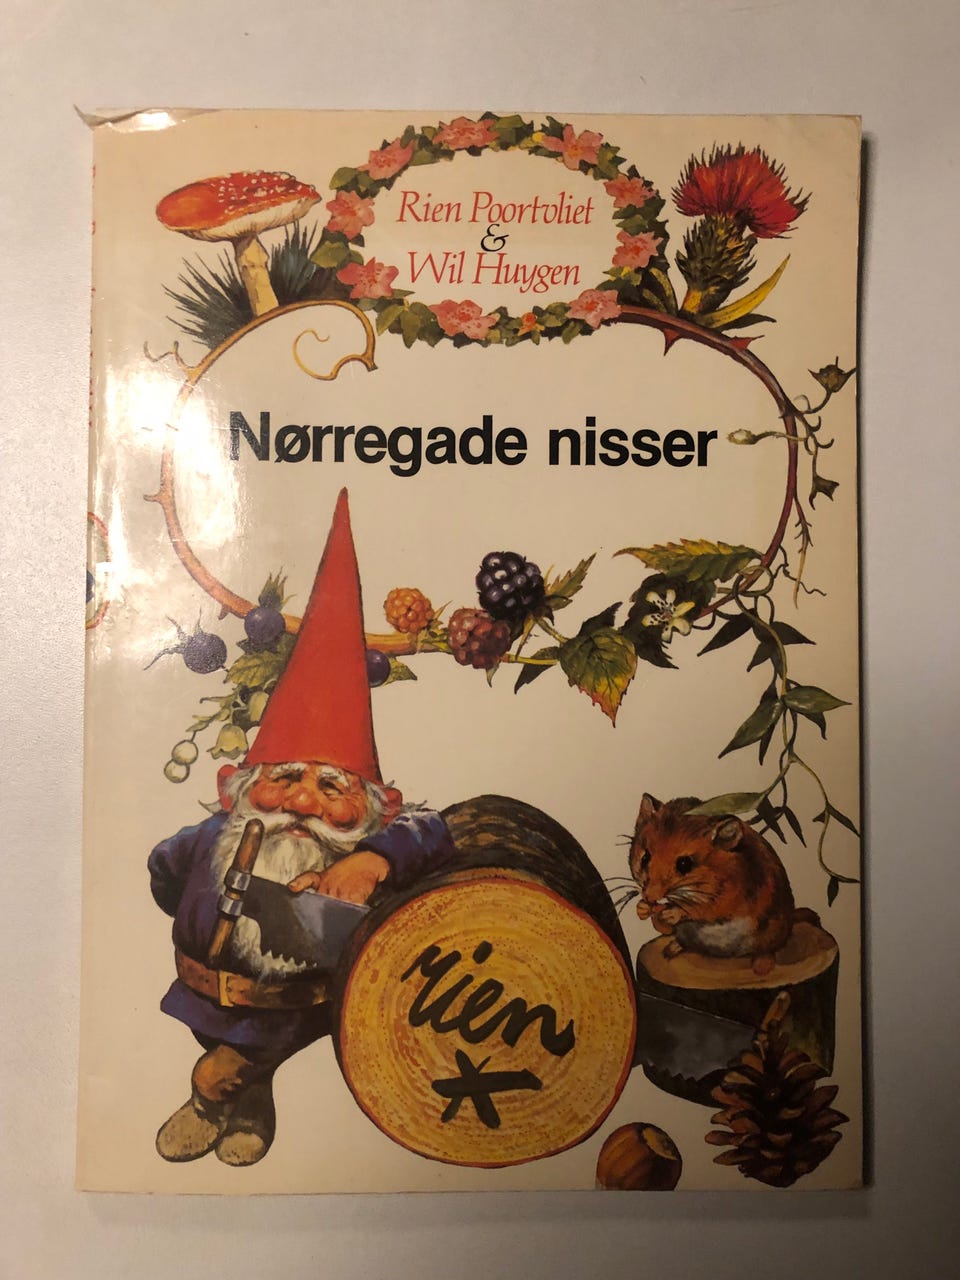 Rien Poortvliet
&
Wil Huygen
Nørregade nisser
rien